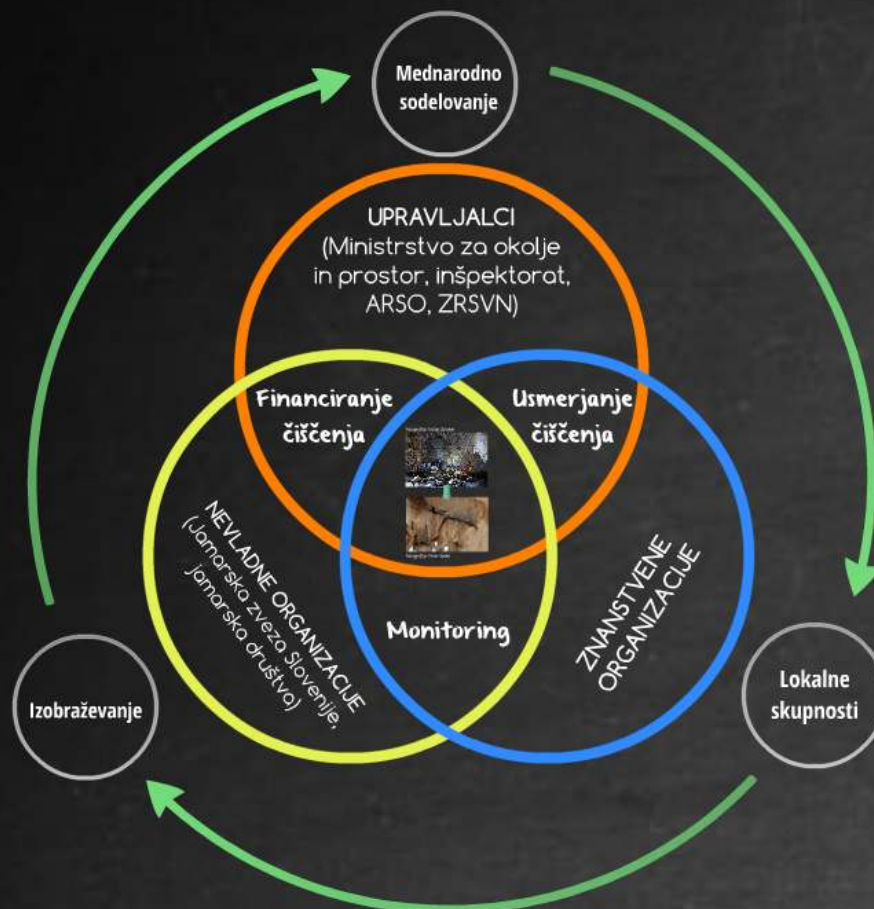 Mednarodno
sodelovanje
UPRAVLJALCI
(Ministrstvo za okolje
in prostor, inšpektorat,
ARSO, ZRSVN)
Financiranje
čiščenja
Usmerjanje
čiščenja
NEVLADNE ORGANIZACIJE
(Jamarska zveza Slovenije,
jamarska društva)
Monitoring
ZNANSTVENE
ORGANIZACIJE
Izobraževanje
Lokalne
skupnosti